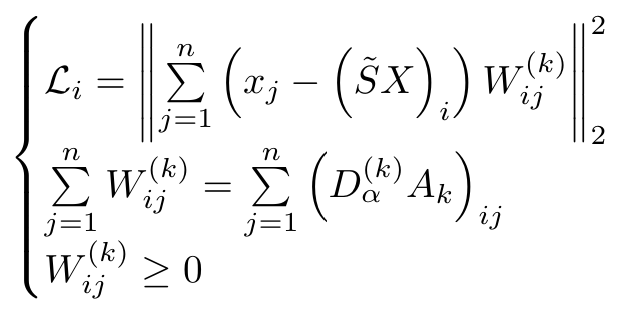 \mathcal{L}_i = \left\| \sum_{j=1}^{n} \left( x_j - \left( \tilde{S} X \right)_i \right) W_{ij}^{(k)} \right\|_2^2
\sum_{j=1}^{n} W_{ij}^{(k)} = \sum_{j=1}^{n} \left( D_{\alpha}^{(k)} A_k \right)_{ij}
W_{ij}^{(k)} \geq 0